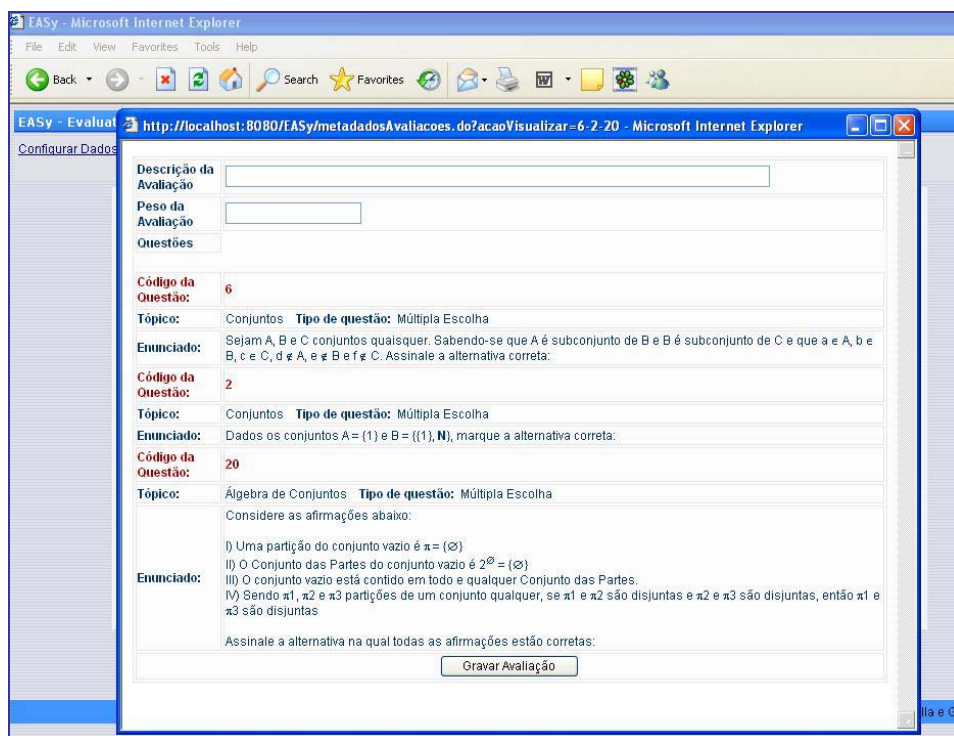 EASy - Microsoft Internet Explorer
File Edit View Favorites Tools Help
Back Search Favorites
EASy - Evaluat
http://localhost:8080/EASy/metadadosAvaliacoes.do?acaoVisualizar=6-2-20 - Microsoft Internet Explorer
Configurar Dados
Descrição da
Avaliação
Peso da
Avaliação
Questões
Código da
Questão:
6
Tópico: Conjuntos Tipo de questão: Múltipla Escolha
Enunciado:
Sejam A, B e C conjuntos quaisquer. Sabendo-se que A é subconjunto de B e B é subconjunto de C e que a ∈ A, b ∈
B, c ∈ C, d ∉ A, e ∉ B e f ∉ C. Assinale a alternativa correta:
Código da
Questão:
2
Tópico: Conjuntos Tipo de questão: Múltipla Escolha
Enunciado: Dados os conjuntos A = {1} e B = {{1}, N}, marque a alternativa correta:
Código da
Questão:
20
Tópico: Álgebra de Conjuntos Tipo de questão: Múltipla Escolha
Enunciado:
Considere as afirmações abaixo:
I) Uma partição do conjunto vazio é π = {∅}
II) O Conjunto das Partes do conjunto vazio é 2^∅ = {∅}
III) O conjunto vazio está contido em todo e qualquer Conjunto das Partes.
IV) Sendo π1, π2 e π3 partições de um conjunto qualquer, se π1 e π2 são disjuntas e π2 e π3 são disjuntas, então π1 e
π3 são disjuntas
Assinale a alternativa na qual todas as afirmações estão corretas:
Gravar Avaliação
lla e G